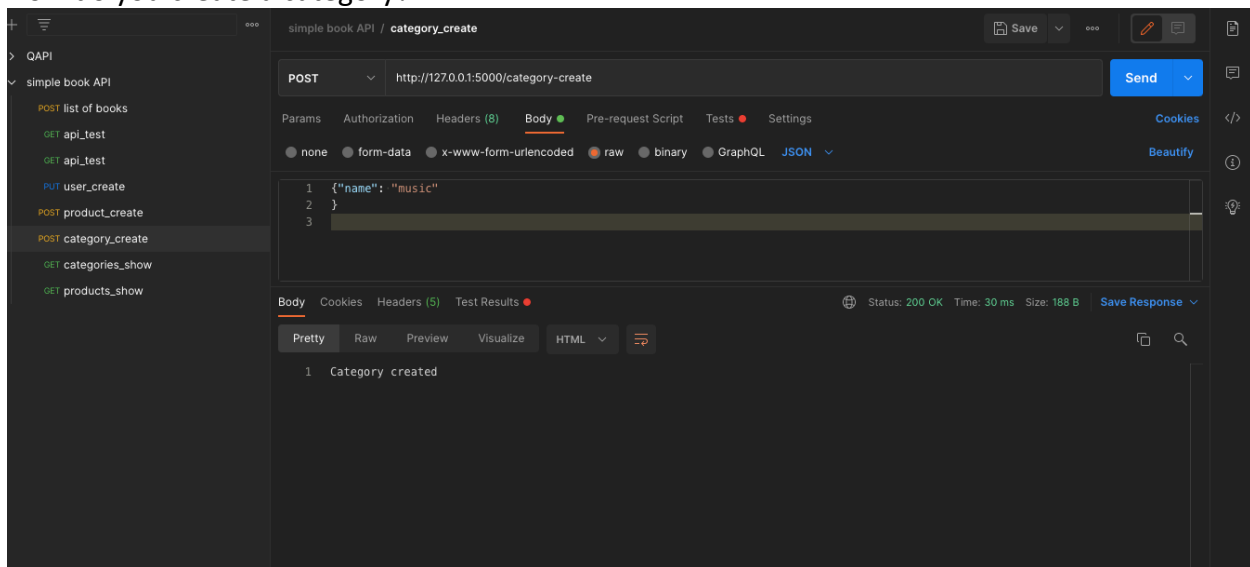 simple book API / category_create
Save
QAPI
simple book API
POST list of books
GET api_test
GET api_test
PUT user_create
POST product_create
POST category_create
GET categories_show
GET products_show
POST http://127.0.0.1:5000/category-create
Send
Params Authorization Headers (8) Body Pre-request Script Tests Settings Cookies
none form-data x-www-form-urlencoded raw binary GraphQL JSON Beautify
1 {"name": "music"
2 }
3
Body Cookies Headers (5) Test Results Status: 200 OK Time: 30 ms Size: 188 B Save Response
Pretty Raw Preview Visualize HTML
1 Category created